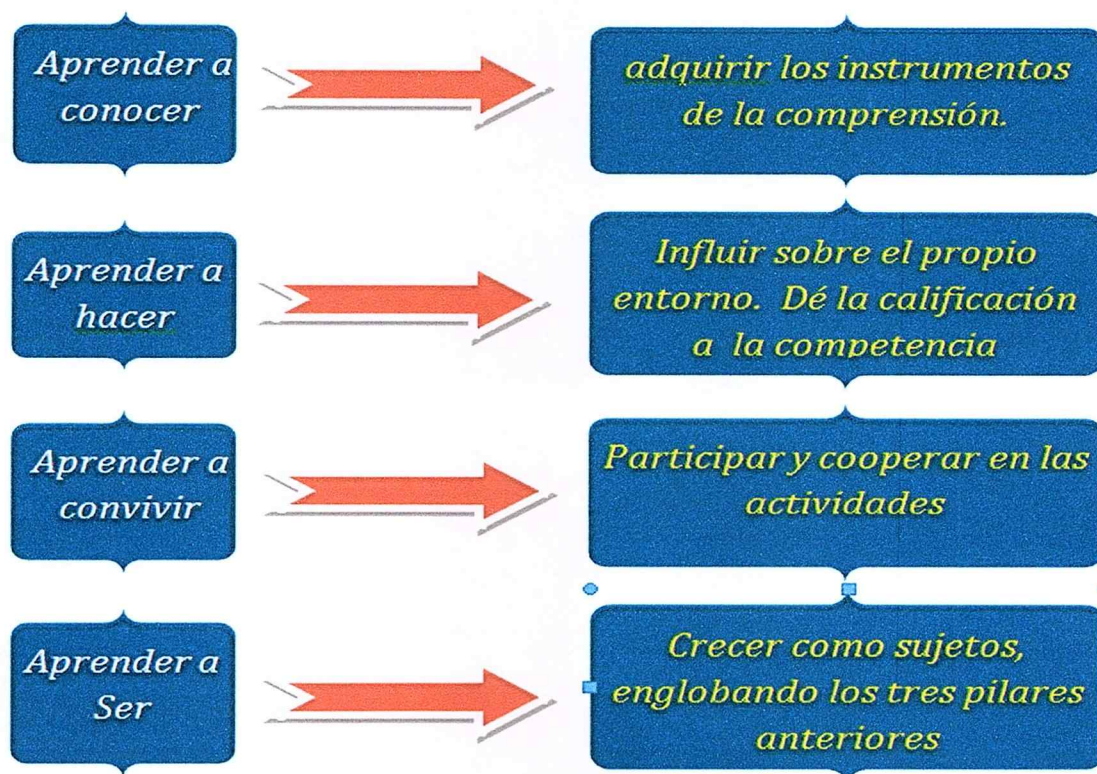 Aprender a
conocer
adquirir los instrumentos
de la comprensión.
Aprender a
hacer
Influir sobre el propio
entorno. Dé la calificación
a la competencia
Aprender a
convivir
Participar y cooperar en las
actividades
Aprender a
Ser
Crecer como sujetos,
englobando los tres pilares
anteriores